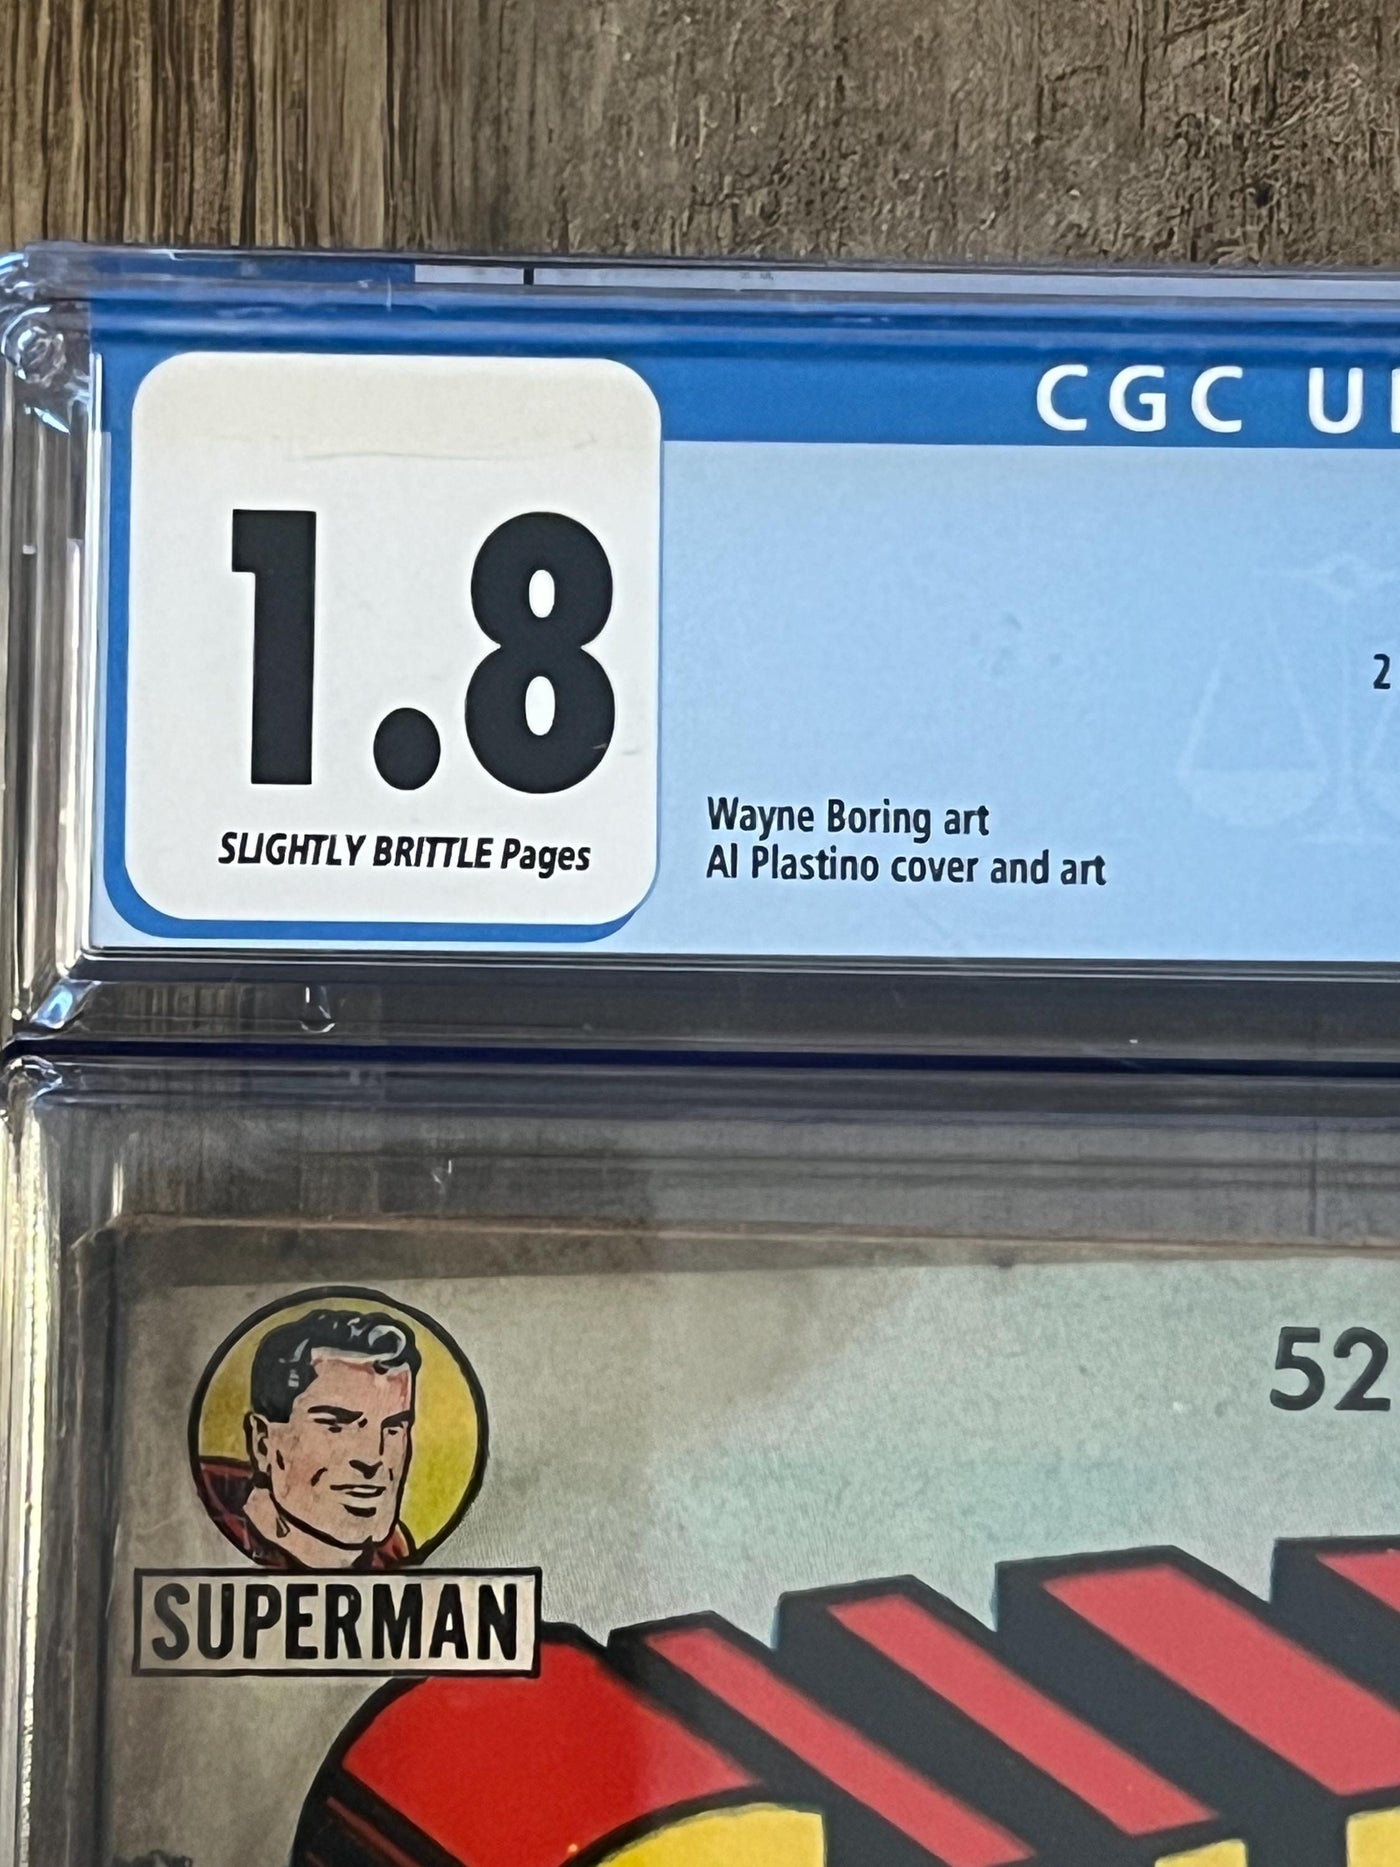 CGC U
1.8
SLIGHTLY BRITTLE Pages
2
Wayne Boring art
Al Plastino cover and art
52
SUPERMAN